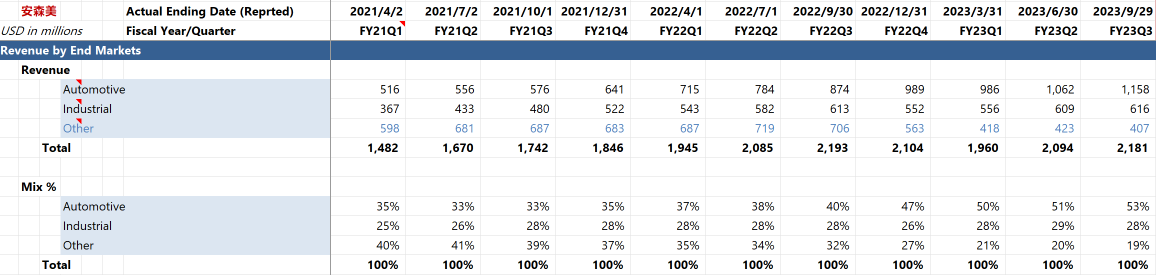 安森美 Actual Ending Date (Reprted) 2021/4/2 2021/7/2 2021/10/1 2021/12/31 2022/4/1 2022/7/1 2022/9/30 2022/12/31 2023/3/31 2023/6/30 2023/9/29
USD in millions Fiscal Year/Quarter FY21Q1 FY21Q2 FY21Q3 FY21Q4 FY22Q1 FY22Q2 FY22Q3 FY22Q4 FY23Q1 FY23Q2 FY23Q3
Revenue by End Markets
Revenue
Automotive 516 556 576 641 715 784 874 989 986 1,062 1,158
Industrial 367 433 480 522 543 582 613 552 556 609 616
Other 598 681 687 683 687 719 706 563 418 423 407
Total 1,482 1,670 1,742 1,846 1,945 2,085 2,193 2,104 1,960 2,094 2,181
Mix %
Automotive 35% 33% 33% 35% 37% 38% 40% 47% 50% 51% 53%
Industrial 25% 26% 28% 28% 28% 28% 28% 26% 28% 29% 28%
Other 40% 41% 39% 37% 35% 34% 32% 27% 21% 20% 19%
Total 100% 100% 100% 100% 100% 100% 100% 100% 100% 100% 100%